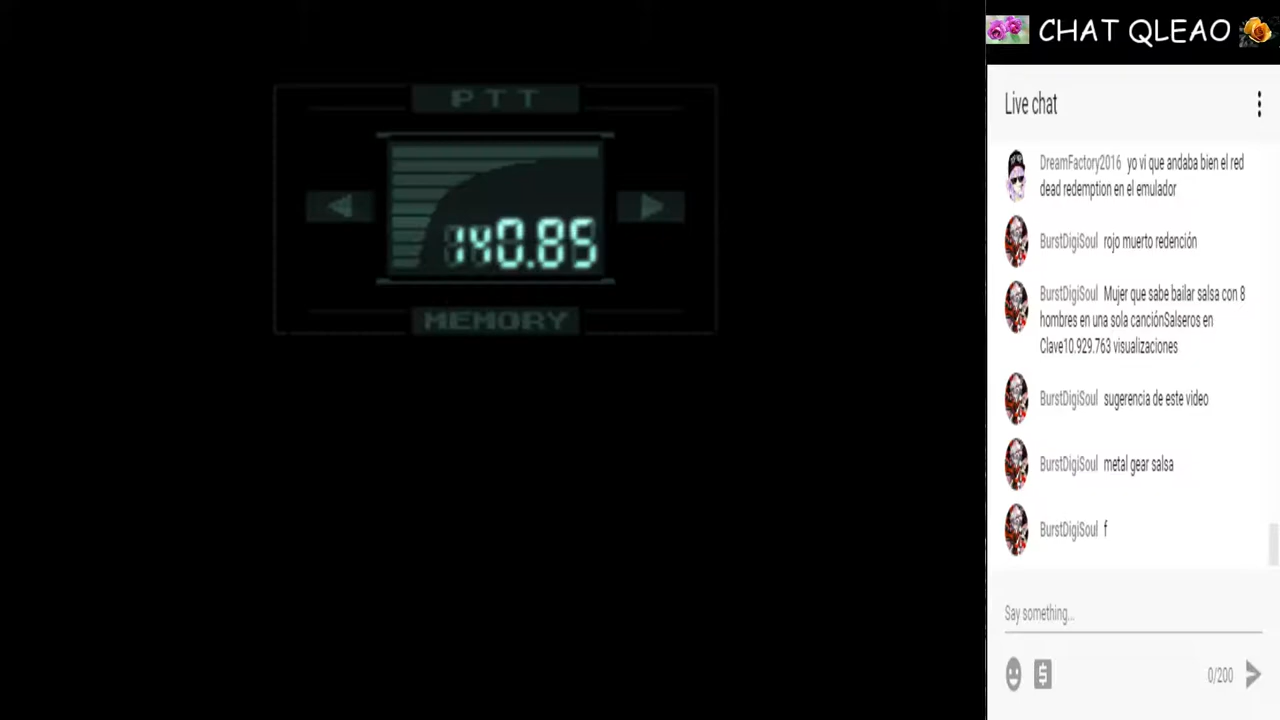 PTT
140.85
MEMORY
CHAT QLEAO
Live chat
DreamFactory2016 yo vi que andaba bien el red
dead redemption en el emulador
BurstDigiSoul rojo muerto redención
BurstDigiSoul Mujer que sabe bailar salsa con 8
hombres en una sola canciónSalseros en
Clave10.929.763 visualizaciones
BurstDigiSoul sugerencia de este video
BurstDigiSoul metal gear salsa
BurstDigiSoul f
Say something...
0/200